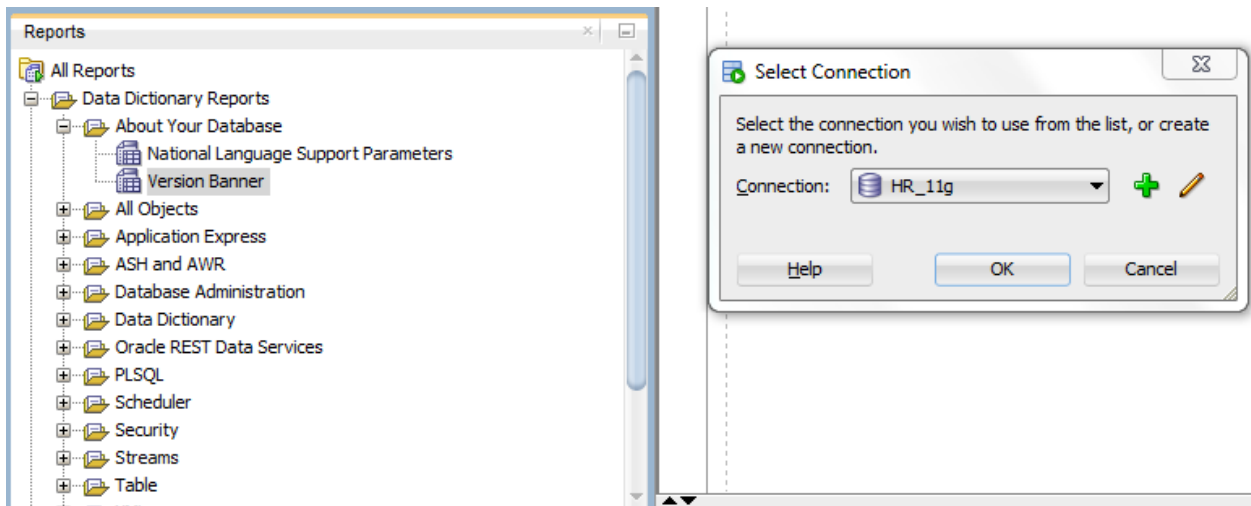 Reports
All Reports
Data Dictionary Reports
About Your Database
National Language Support Parameters
Version Banner
All Objects
Application Express
ASH and AWR
Database Administration
Data Dictionary
Oracle REST Data Services
PLSQL
Scheduler
Security
Streams
Table
Select Connection
Select the connection you wish to use from the list, or create
a new connection.
Connection: HR_11g
Help OK Cancel